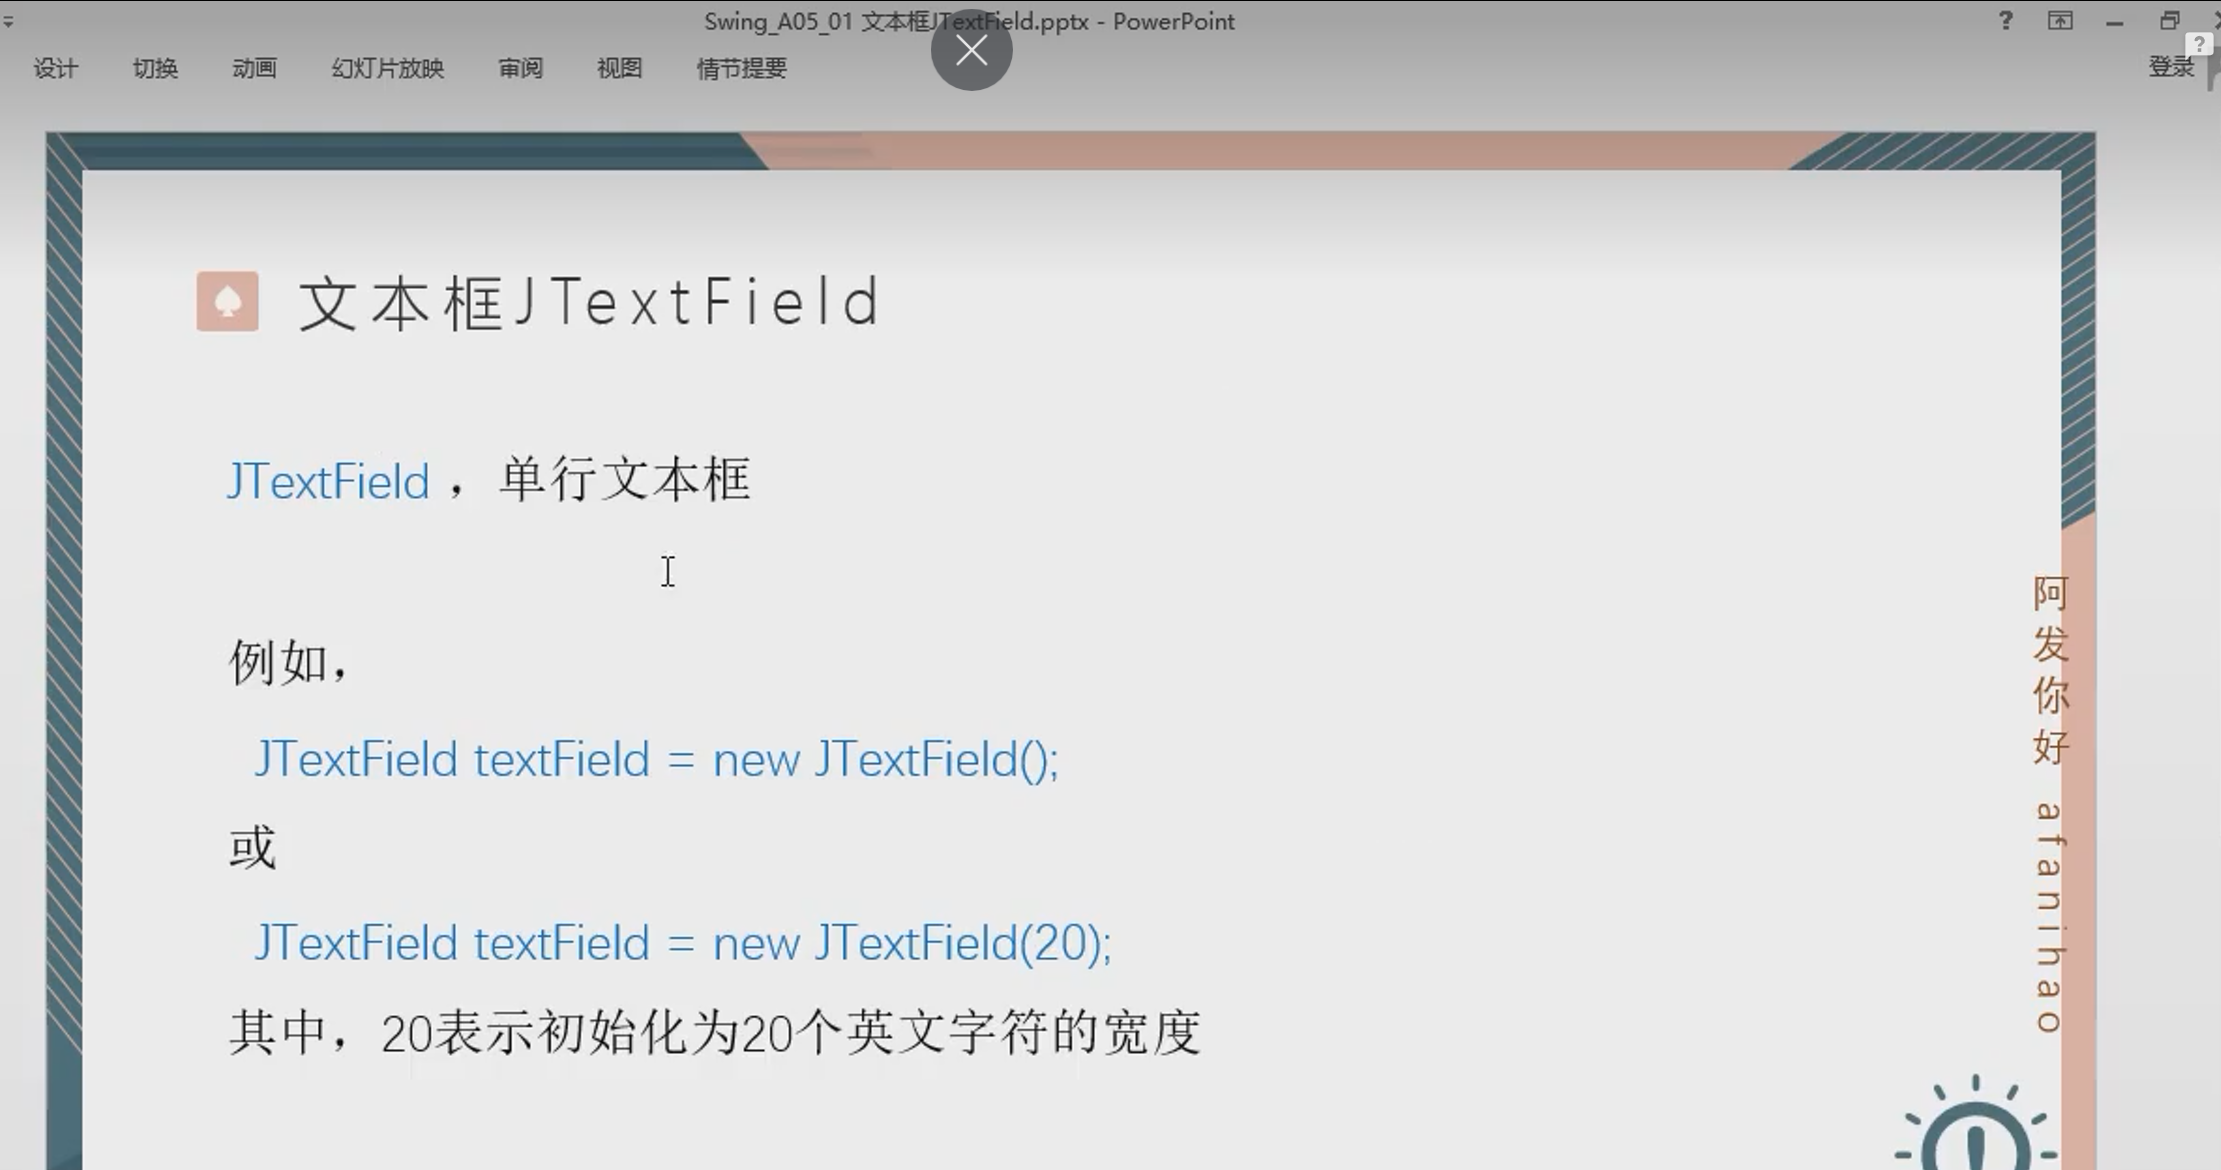 Swing_A05_01 文本框JTextField.pptx - PowerPoint
?
设计 切换 动画 幻灯片放映 审阅 视图 情节提要
登录
?
文本框JTextField
JTextField ，单行文本框
例如，
JTextField textField = new JTextField();
或
JTextField textField = new JTextField(20);
其中，20表示初始化为20个英文字符的宽度
阿发你好 afanihao